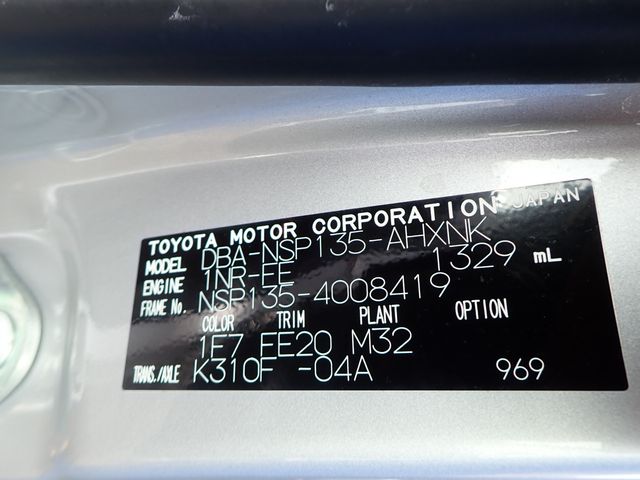 TOYOTA MOTOR CORPORATION JAPAN
MODEL DBA-NSP135-AHXNK
ENGINE 1NR-FE 1329 mL
FRAME No. NSP135-4008419
COLOR TRIM PLANT OPTION
1F7 FE20 M32
TRANS./AXLE K310F -04A 969